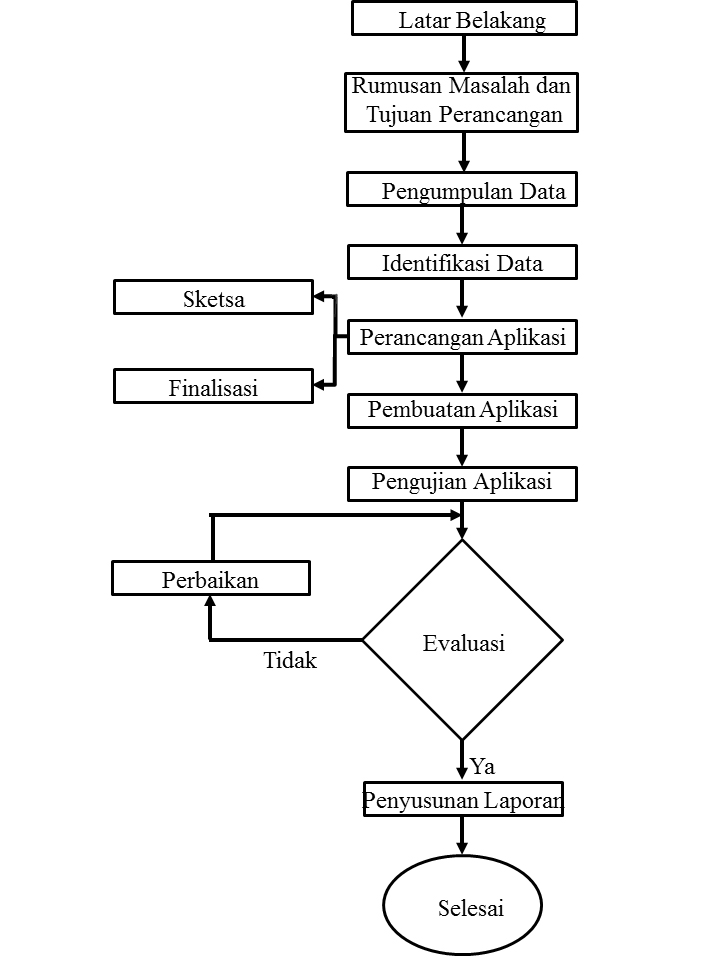 Latar Belakang
Rumusan Masalah dan
Tujuan Perancangan
Pengumpulan Data
Identifikasi Data
Sketsa
Perancangan Aplikasi
Finalisasi
Pembuatan Aplikasi
Pengujian Aplikasi
Perbaikan
Evaluasi
Tidak
Ya
Penyusunan Laporan
Selesai